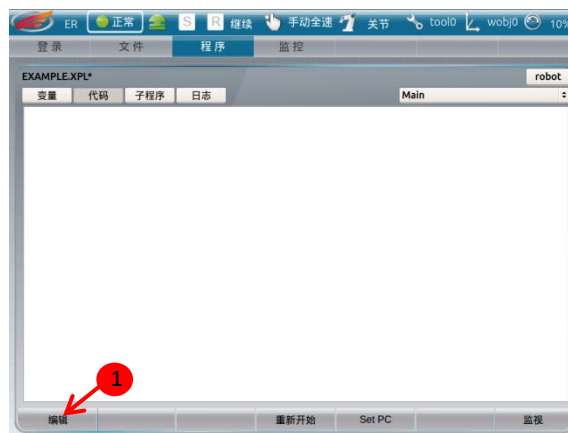 ER 正常 S R 继续 手动全速 关节 tool0 wobj0 10%
登录 文件 程序 监控
EXAMPLE.XPL* robot
变量 代码 子程序 日志 Main
1
编辑 重新开始 Set PC 监视